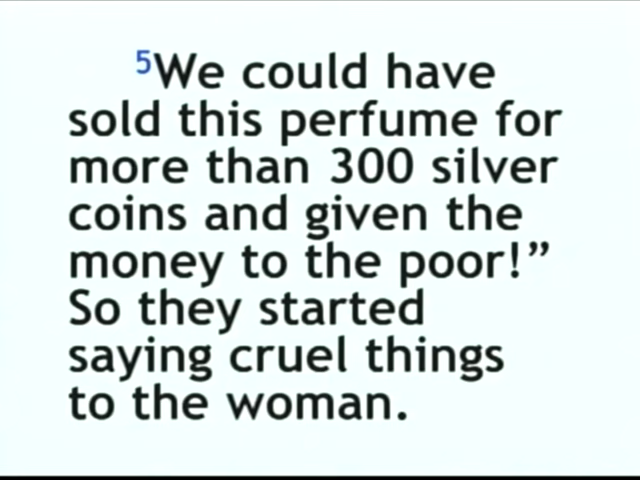 5We could have
sold this perfume for
more than 300 silver
coins and given the
money to the poor!”
So they started
saying cruel things
to the woman.